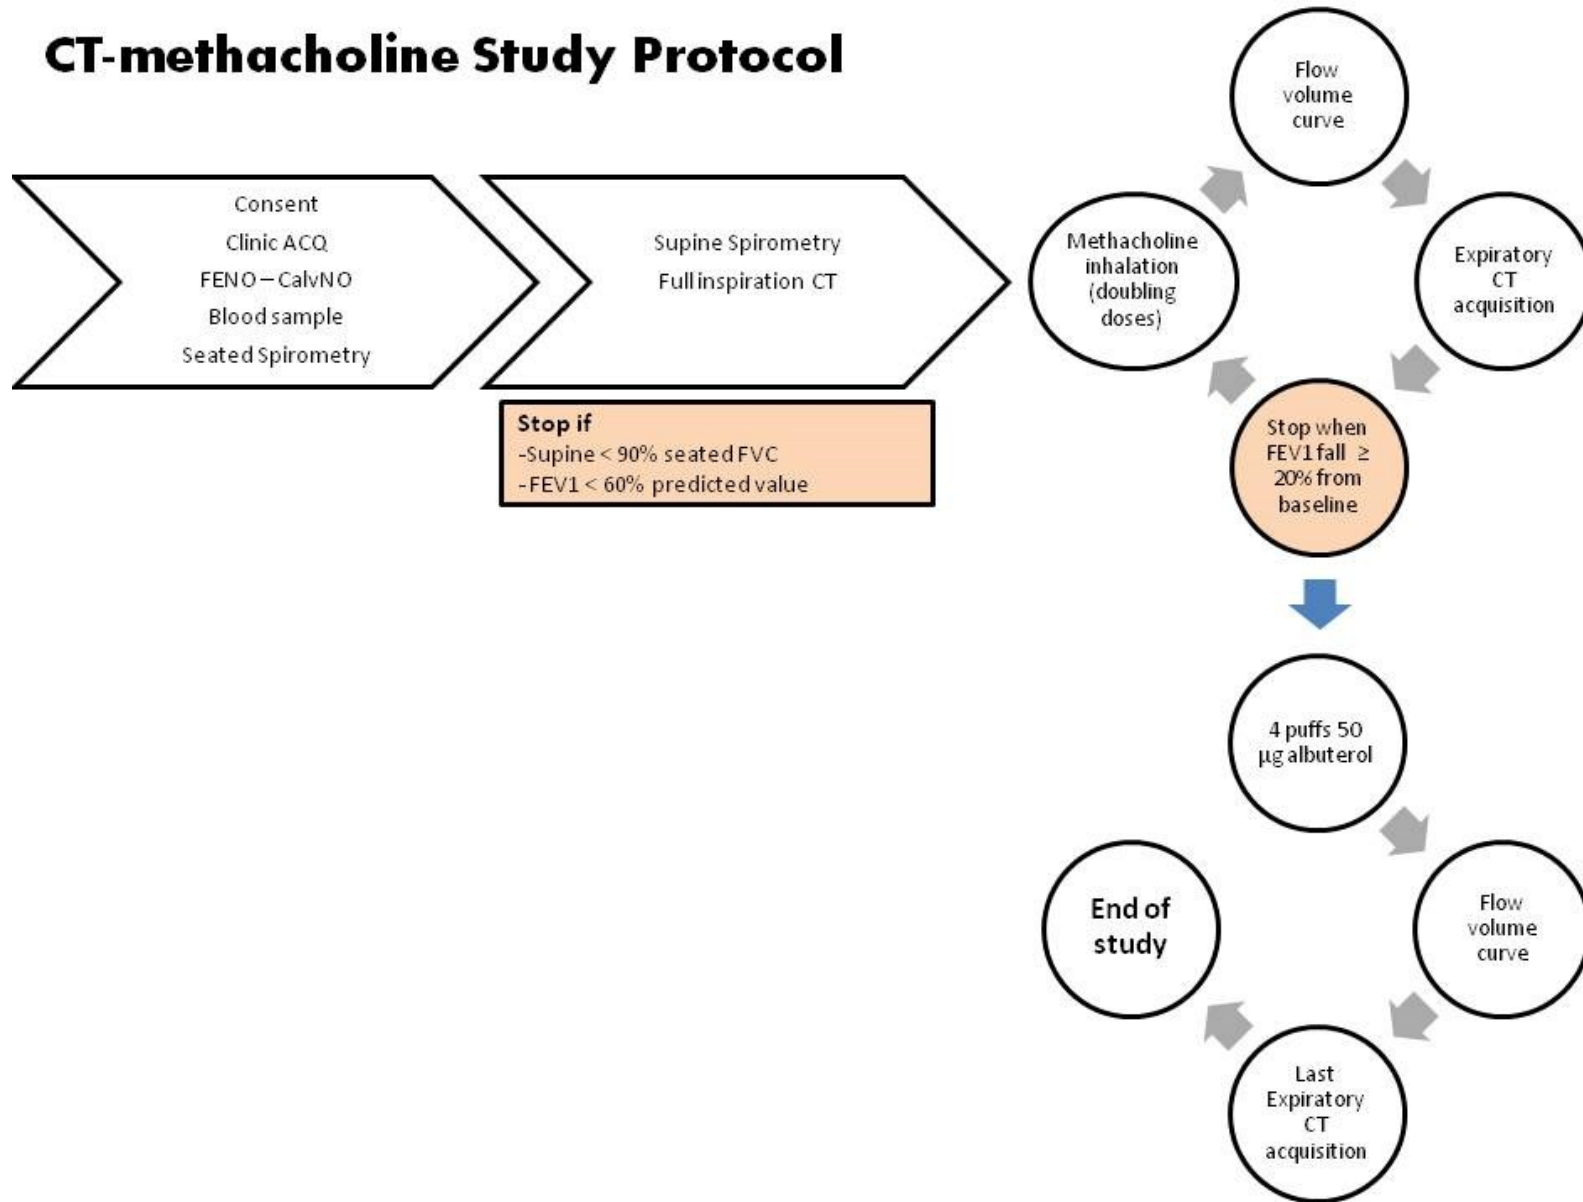 CT-methacholine Study Protocol
Consent
Clinic ACQ
FENO – CalvNO
Blood sample
Seated Spirometry
Supine Spirometry
Full inspiration CT
Stop if
-Supine < 90% seated FVC
-FEV1 < 60% predicted value
Flow
volume
curve
Methacholine
inhalation
(doubling
doses)
Expiratory
CT
acquisition
Stop when
FEV1 fall ≥
20% from
baseline
4 puffs 50
µg albuterol
Flow
volume
curve
Last
Expiratory
CT
acquisition
End of
study